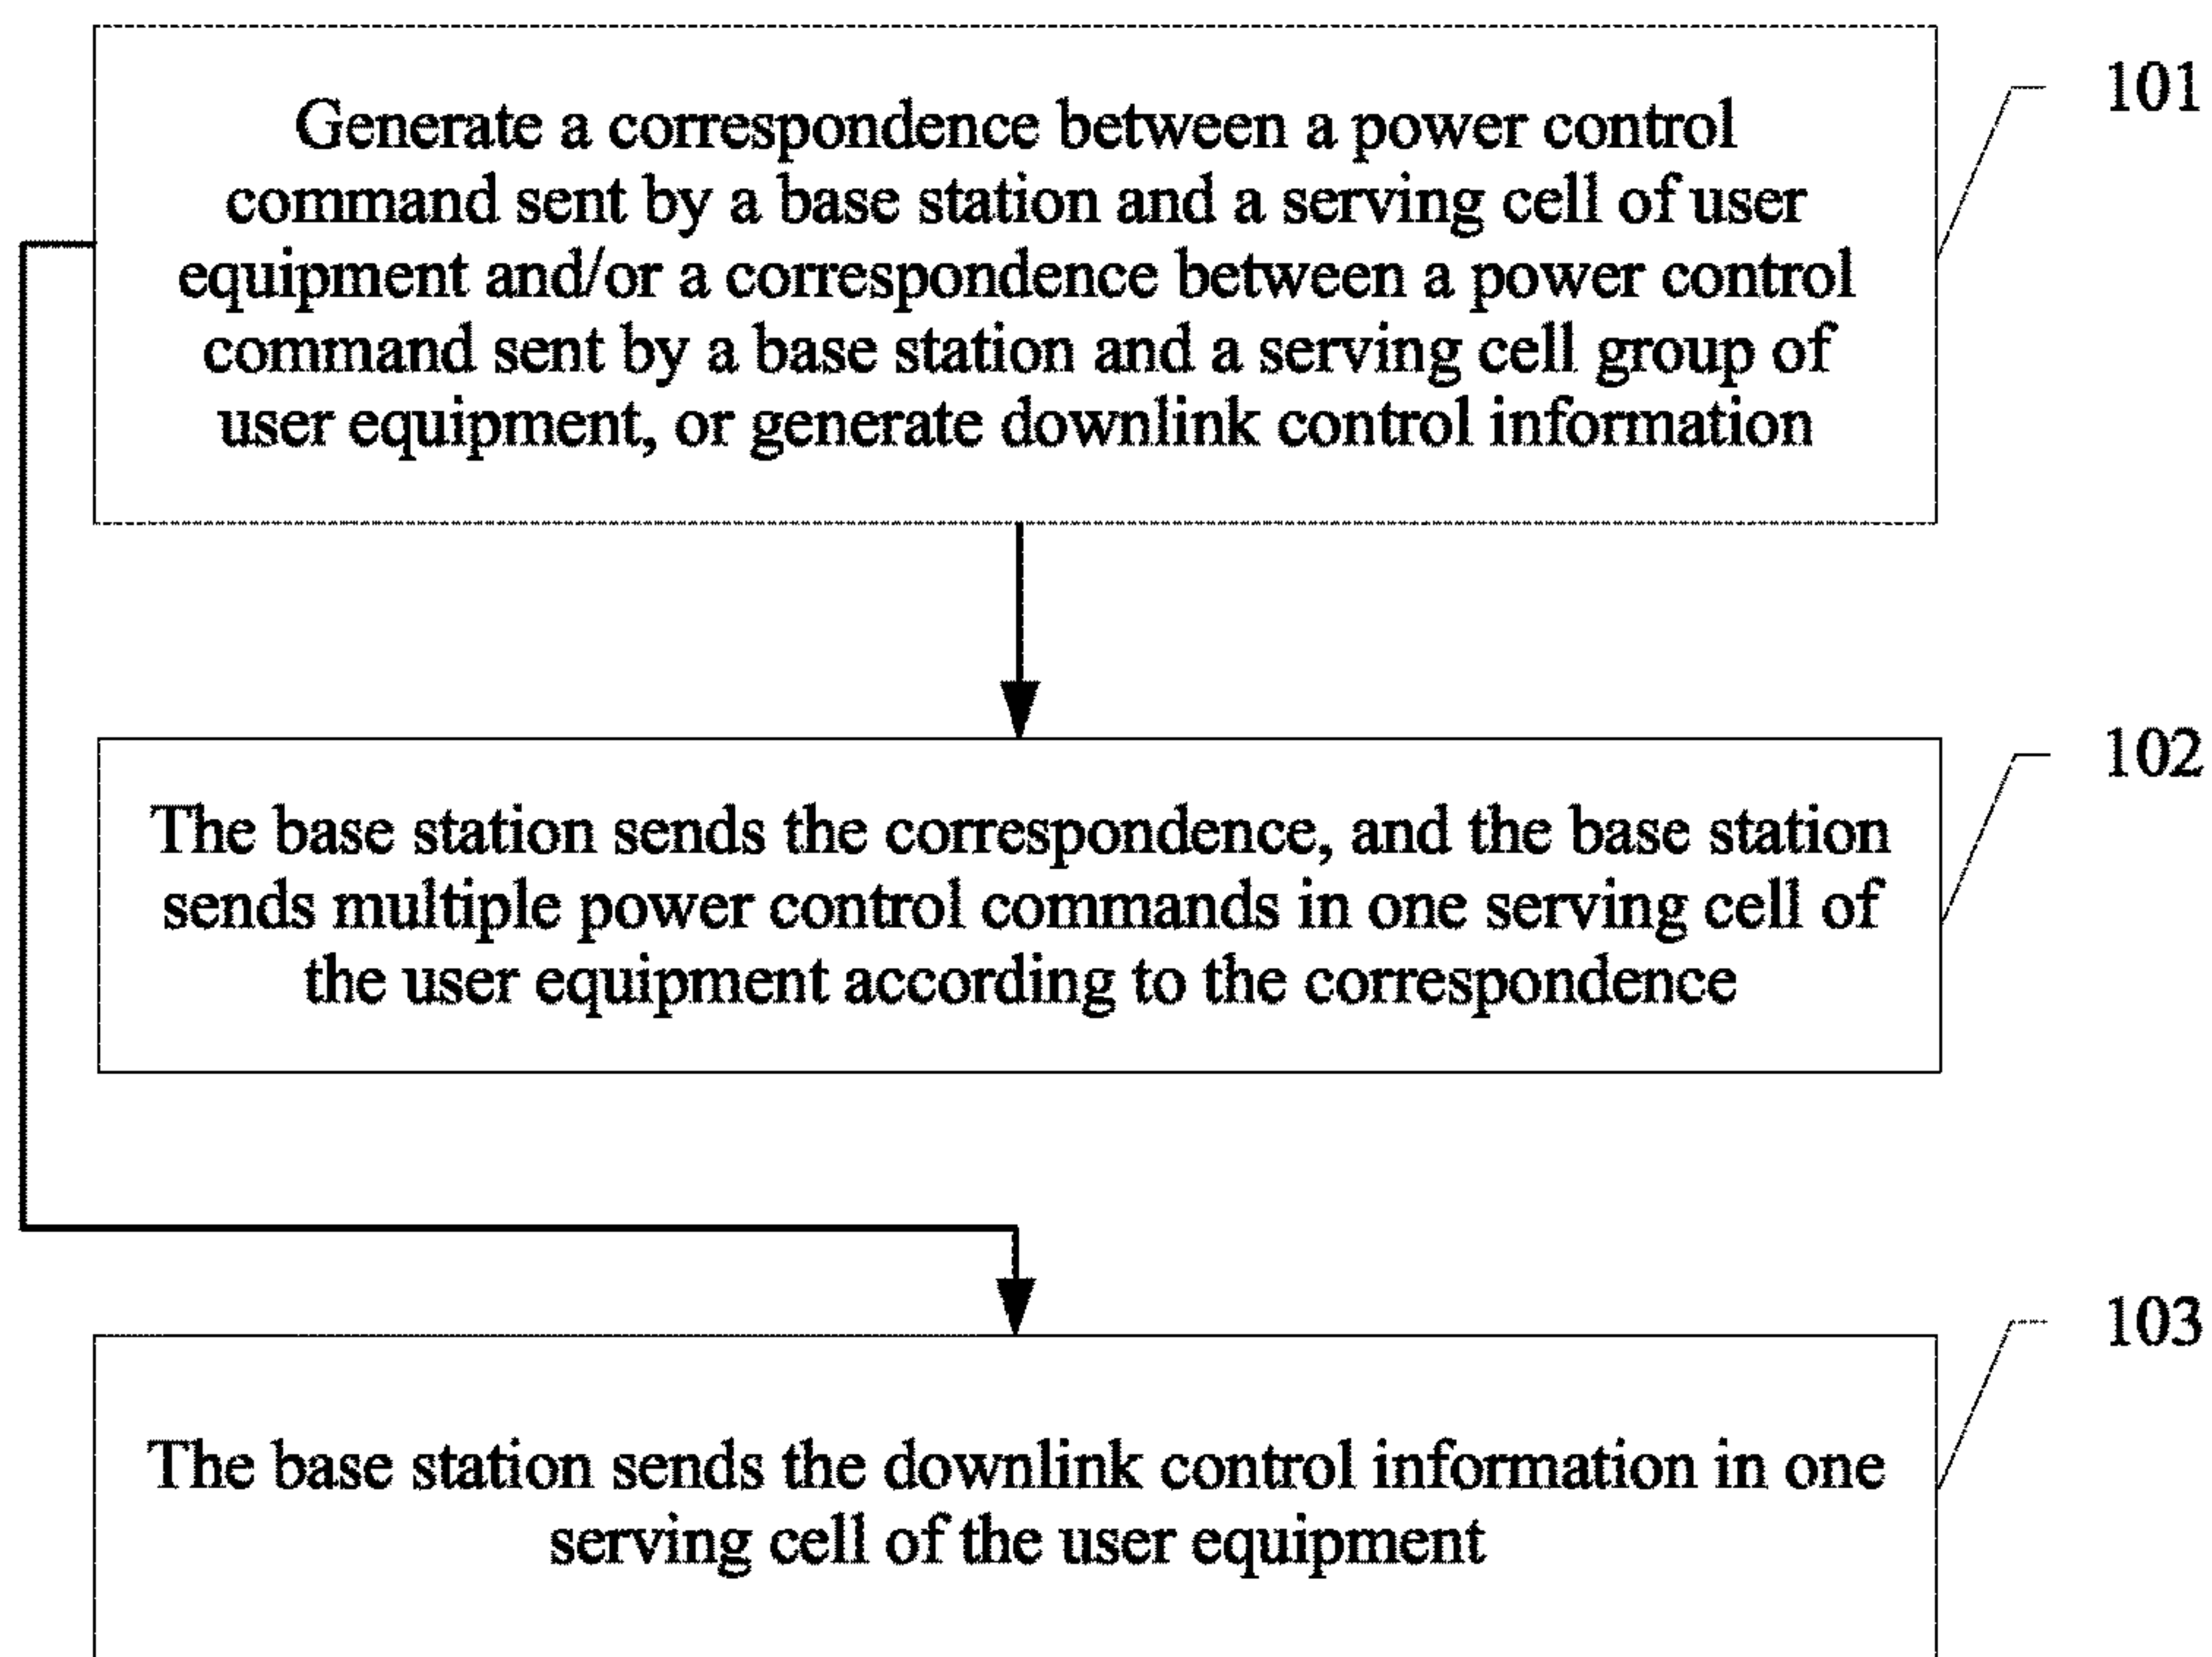 Generate a correspondence between a power control
command sent by a base station and a serving cell of user
equipment and/or a correspondence between a power control
command sent by a base station and a serving cell group of
user equipment, or generate downlink control information
101
The base station sends the correspondence, and the base station
sends multiple power control commands in one serving cell of
the user equipment according to the correspondence
102
The base station sends the downlink control information in one
serving cell of the user equipment
103